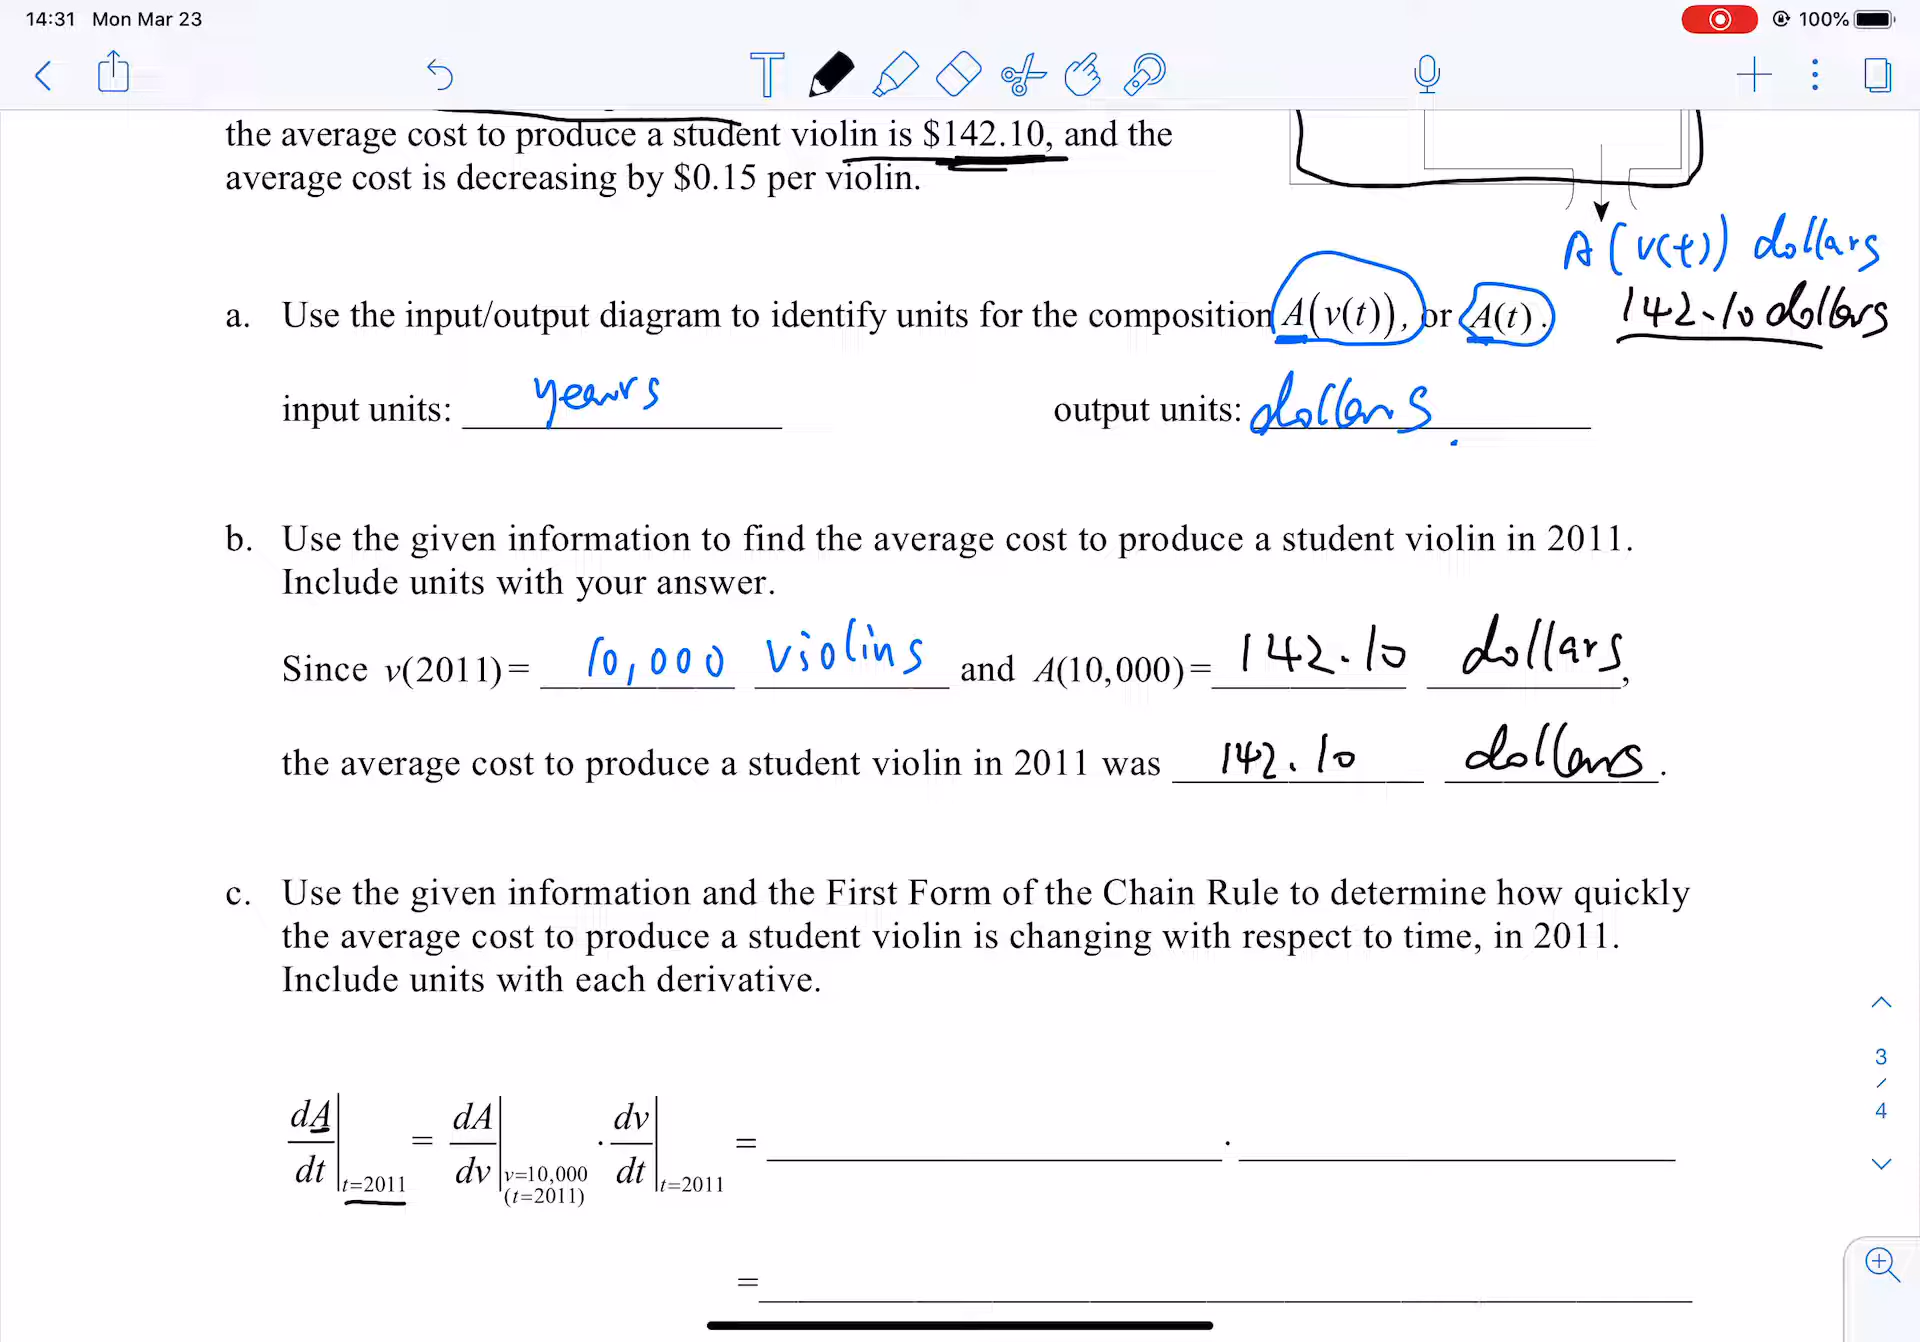 14:31 Mon Mar 23
100%
the average cost to produce a student violin is $142.10, and the
average cost is decreasing by $0.15 per violin.
A(v(t)) dollars
142.10 dollars
a. Use the input/output diagram to identify units for the composition A(v(t)), or A(t).
input units: years output units: dollars
b. Use the given information to find the average cost to produce a student violin in 2011.
Include units with your answer.
Since v(2011)= 10,000 violins and A(10,000)= 142.10 dollars,
the average cost to produce a student violin in 2011 was 142.10 dollars.
c. Use the given information and the First Form of the Chain Rule to determine how quickly
the average cost to produce a student violin is changing with respect to time, in 2011.
Include units with each derivative.
dA/dt|t=2011 = dA/dv|v=10,000 (t=2011) · dv/dt|t=2011 = ____ · ____
= ____
3 / 4